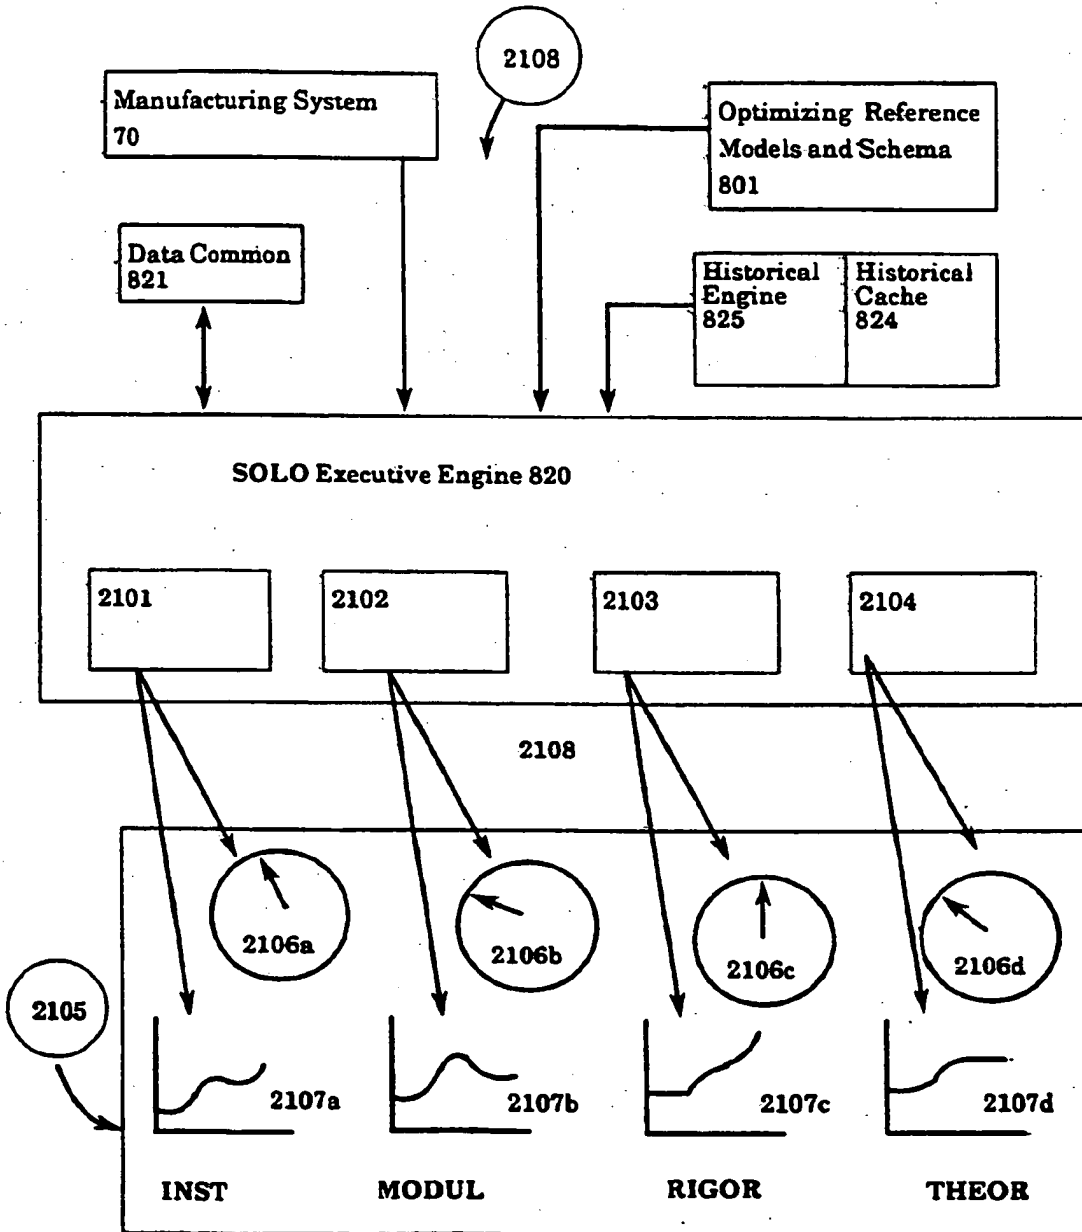 2108
Manufacturing System
70
Optimizing Reference
Models and Schema
801
Data Common
821
Historical
Engine
825
Historical
Cache
824
SOLO Executive Engine 820
2101
2102
2103
2104
2108
2106a
2106b
2106c
2106d
2105
2107a
2107b
2107c
2107d
INST
MODUL
RIGOR
THEOR